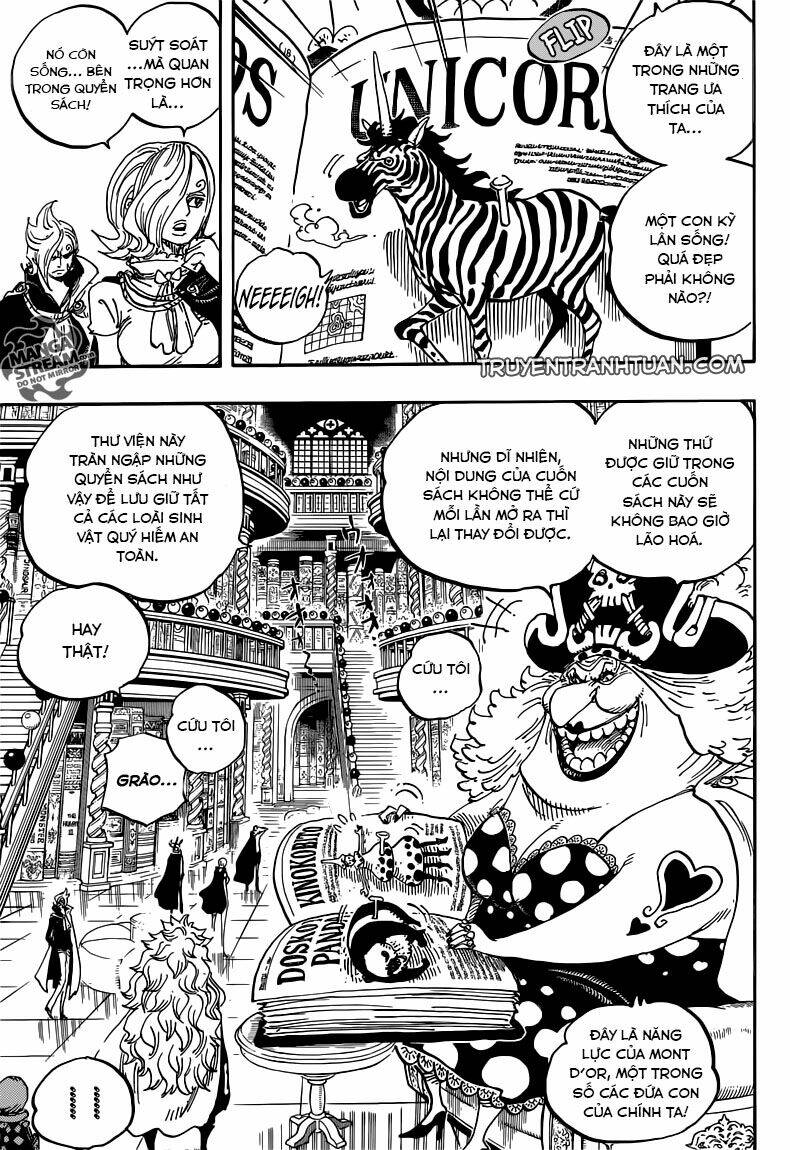 ĐÂY LÀ MỘT
TRONG NHỮNG
TRANG ƯA
THÍCH CỦA
TA...
MỘT CON KỲ
LÂN SỐNG!
QUÁ ĐẸP
PHẢI KHÔNG
NÀO?!
FLIP
UNICOR
NEEEEIGH!
SUÝT SOÁT
...MÀ QUAN
TRỌNG HƠN
LÀ...
NÓ CÒN
SỐNG... BÊN
TRONG QUYỂN
SÁCH!
MANGA
STREAM.COM
DO NOT MIRROR
TRUYENTRANHTUAN.COM
NHỮNG THỨ
ĐƯỢC GIỮ TRONG
CÁC CUỐN
SÁCH NÀY SẼ
KHÔNG BAO GIỜ
LÃO HOÁ.
NHƯNG DĨ NHIÊN,
NỘI DUNG CỦA CUỐN
SÁCH KHÔNG THỂ CỨ
MỖI LẦN MỞ RA THÌ
LẠI THAY ĐỔI ĐƯỢC.
THƯ VIỆN NÀY
TRÀN NGẬP NHỮNG
QUYỂN SÁCH NHƯ
VẬY ĐỂ LƯU GIỮ TẤT
CẢ CÁC LOÀI SINH
VẬT QUÝ HIẾM AN
TOÀN.
HAY
THẬT!
CỨU TÔI
...
CỨU TÔI
...
GRÀO...
KINOKOBITO
DOSKO
PANDA
ĐÂY LÀ NĂNG
LỰC CỦA MONT
D'OR, MỘT TRONG
SỐ CÁC ĐỨA CON
CỦA CHÍNH TA!